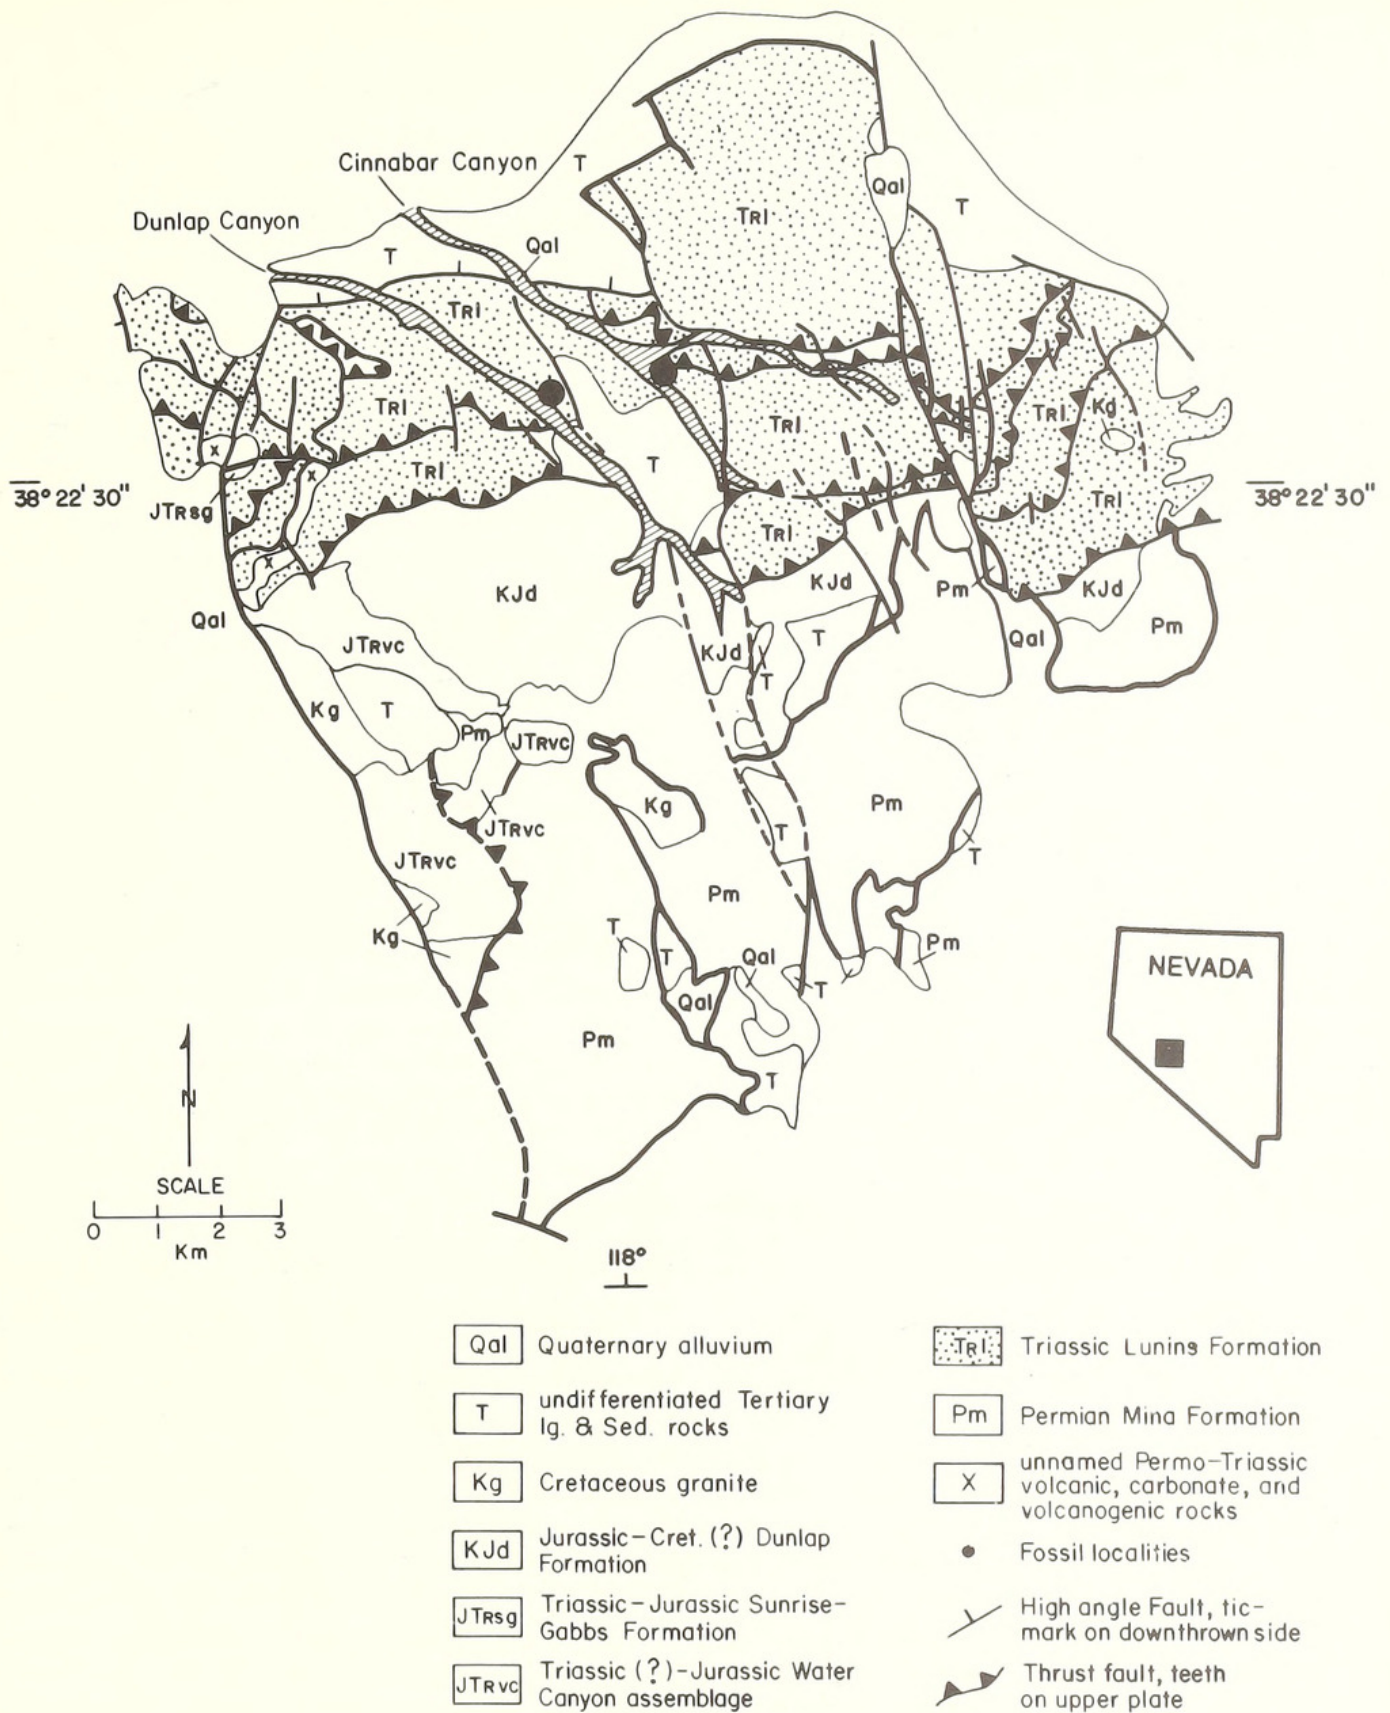 Cinnabar Canyon
T
Qal
T
TRl
Dunlap Canyon
Qal
T
TRl
TRl
TRl
TRl
Kg
TRl
T
x
x
38° 22' 30"
38° 22' 30"
JTRsg
TRl
TRl
x
KJd
KJd
Pm
KJd
Qal
JTRvc
KJd
T
Qal
Pm
T
Kg
T
Pm
JTRvc
Kg
Pm
JTRvc
T
T
JTRvc
Pm
Kg
T
T
Qal
Pm
NEVADA
Qal
T
Pm
T
N
SCALE
0 1 2 3
Km
118°
Qal Quaternary alluvium
T undifferentiated Tertiary
Ig. & Sed. rocks
Kg Cretaceous granite
KJd Jurassic-Cret. (?) Dunlap
Formation
JTRsg Triassic-Jurassic Sunrise-
Gabbs Formation
JTRvc Triassic (?)-Jurassic Water
Canyon assemblage
TRl Triassic Luning Formation
Pm Permian Mina Formation
X unnamed Permo-Triassic
volcanic, carbonate, and
volcanogenic rocks
Fossil localities
High angle Fault, tic-
mark on downthrown side
Thrust fault, teeth
on upper plate